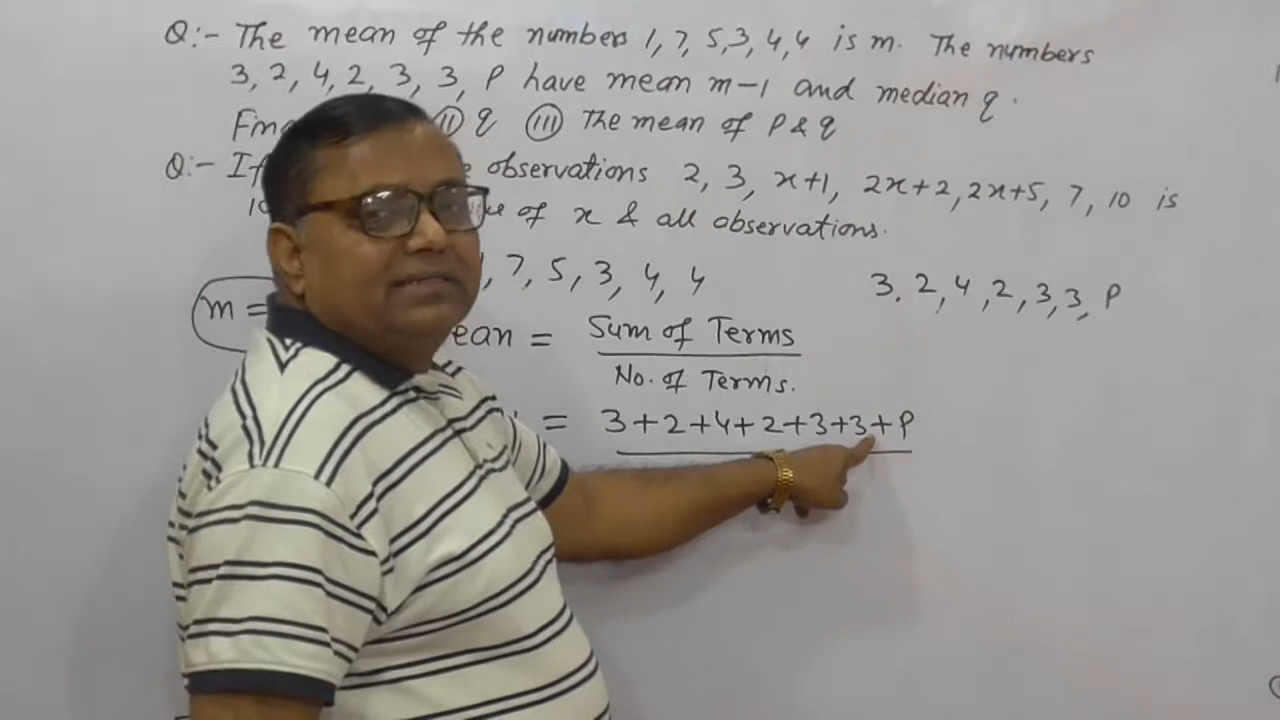 Q:- The mean of the numbers 1, 7, 5, 3, 4, 4 is m. The numbers
3, 2, 4, 2, 3, 3, P have mean m-1 and median q.
(II) q (III) The mean of P & q
Q:- If observations 2, 3, x+1, 2x+2, 2x+5, 7, 10 is
of x & all observations.
7, 5, 3, 4, 4 3, 2, 4, 2, 3, 3, P
m =
= Sum of Terms
No. of Terms.
= 3+2+4+2+3+3+P